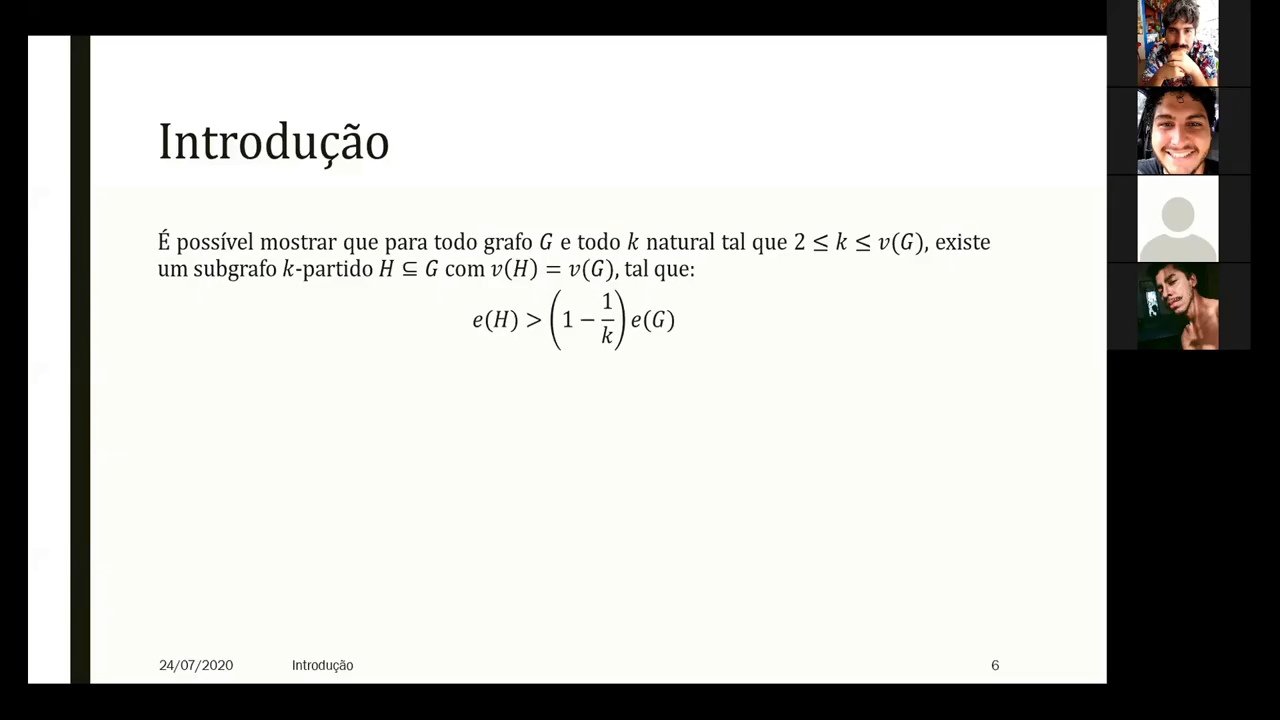 Introdução
É possível mostrar que para todo grafo G e todo k natural tal que 2 ≤ k ≤ v(G), existe
um subgrafo k-partido H ⊆ G com v(H) = v(G), tal que:
e(H) > (1 − 1/k) e(G)
24/07/2020 Introdução 6